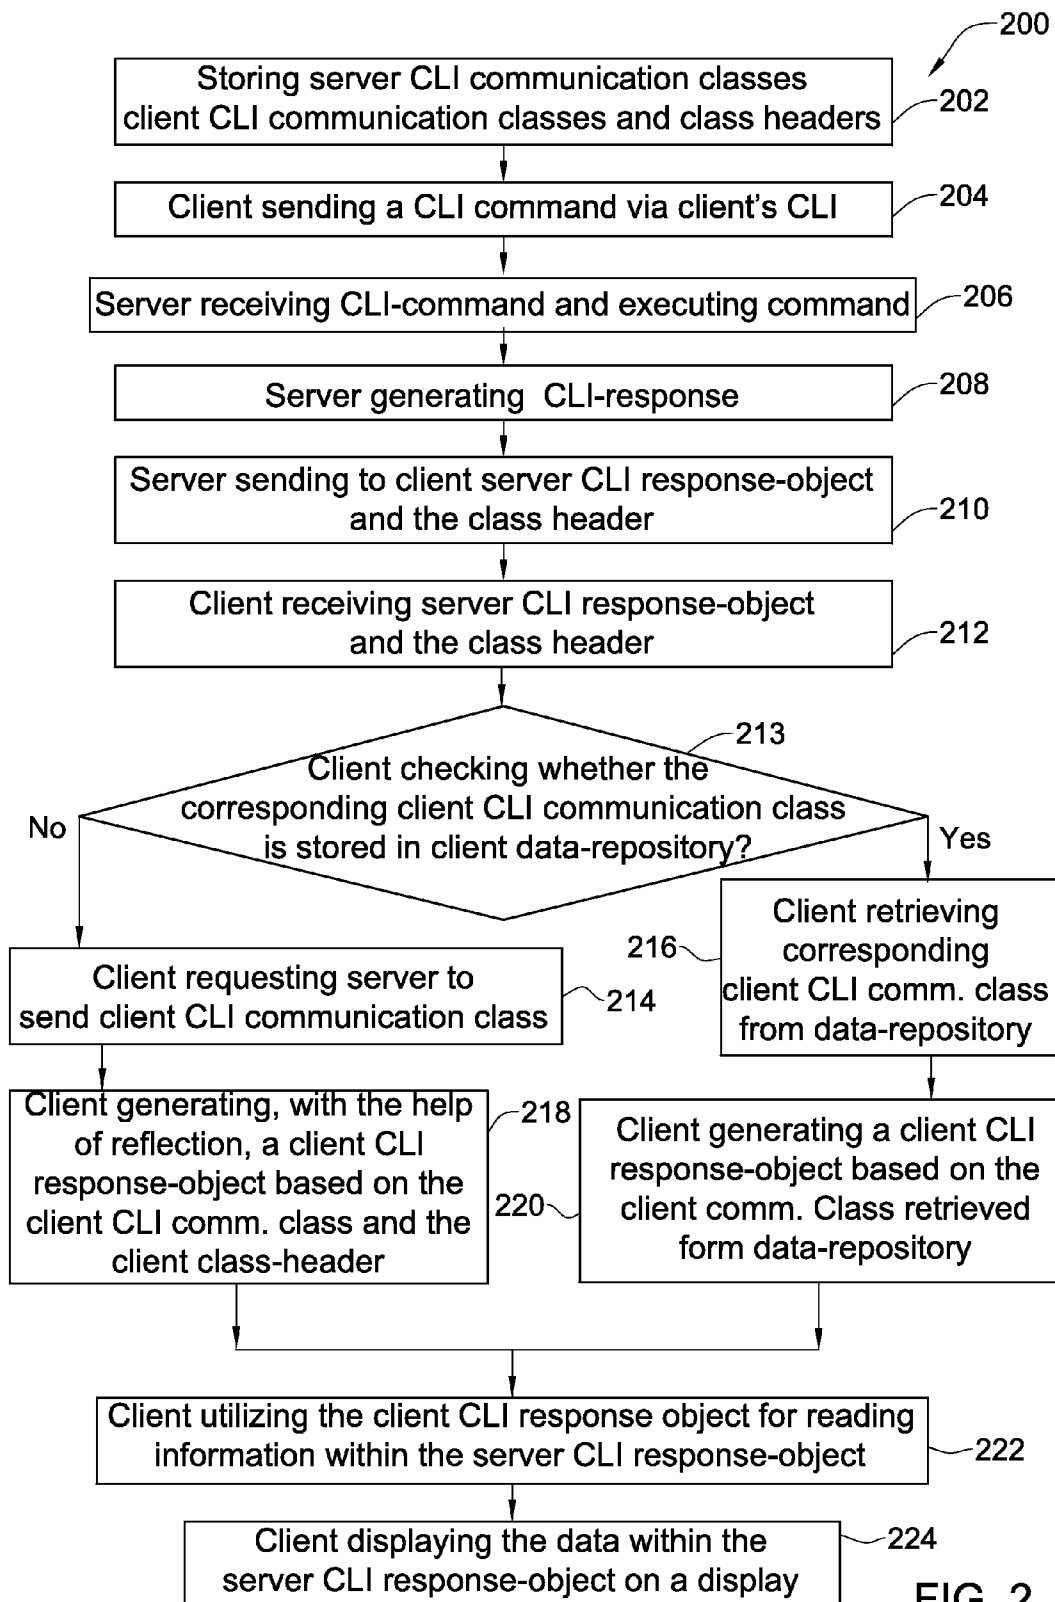 200
Storing server CLI communication classes
client CLI communication classes and class headers
202
Client sending a CLI command via client's CLI
204
Server receiving CLI-command and executing command
206
Server generating CLI-response
208
Server sending to client server CLI response-object
and the class header
210
Client receiving server CLI response-object
and the class header
212
213
Client checking whether the
corresponding client CLI communication class
is stored in client data-repository?
No
Yes
Client requesting server to
send client CLI communication class
214
216
Client retrieving
corresponding
client CLI comm. class
from data-repository
Client generating, with the help
of reflection, a client CLI
response-object based on the
client CLI comm. class and the
client class-header
218
220
Client generating a client CLI
response-object based on the
client comm. Class retrieved
form data-repository
Client utilizing the client CLI response object for reading
information within the server CLI response-object
222
Client displaying the data within the
server CLI response-object on a display
224
FIG. 2